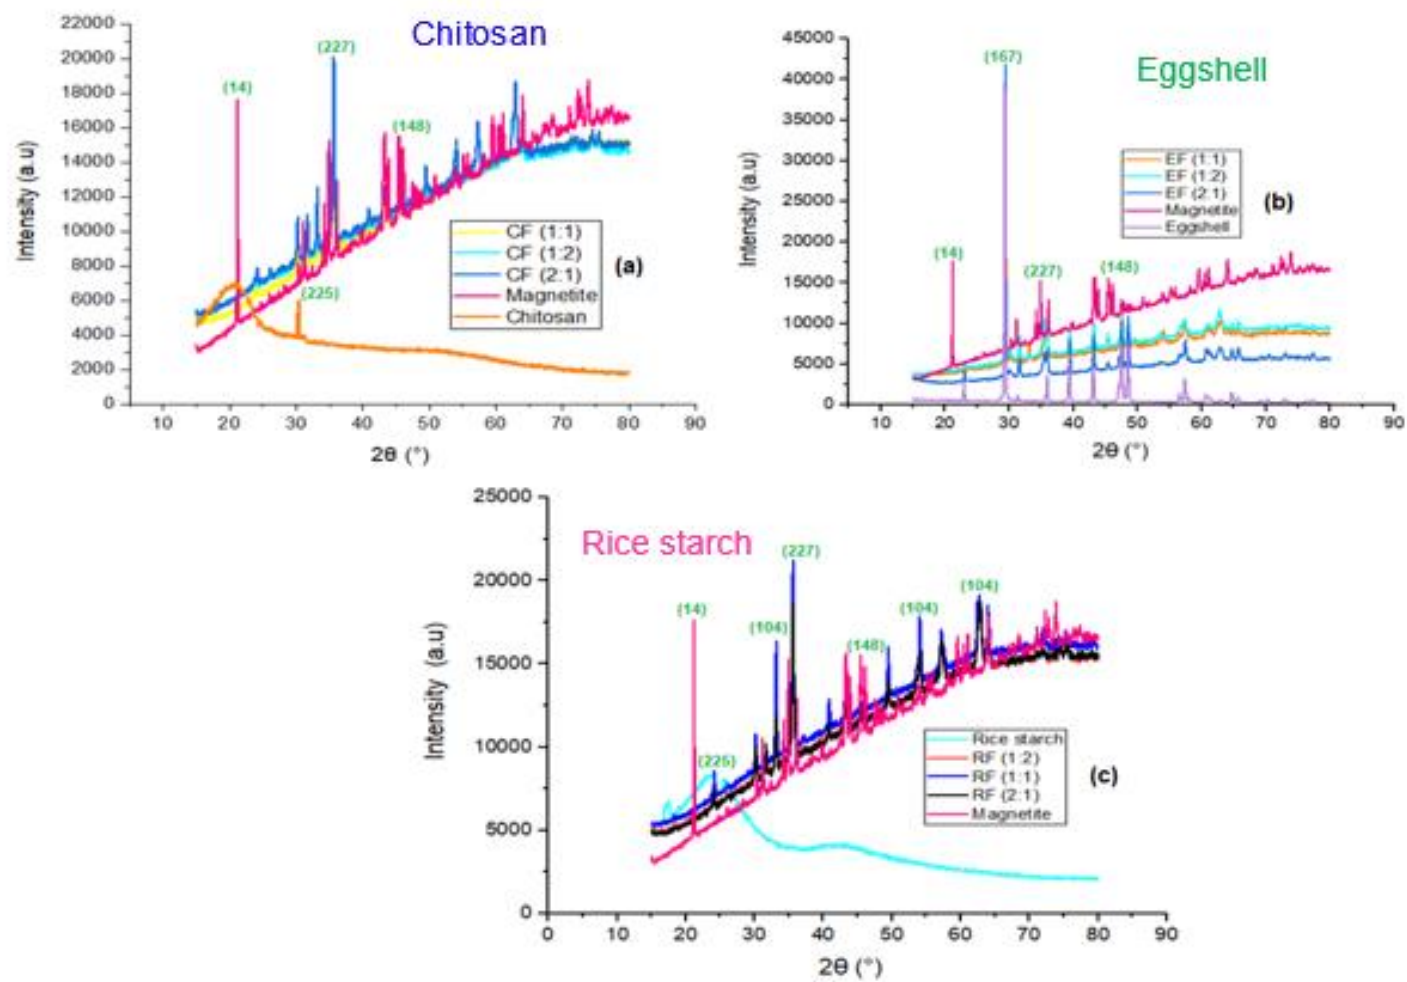 Chitosan
22000
20000
18000
16000
14000
12000
10000
8000
6000
4000
2000
0
Intensity (a.u)
(14)
(227)
(148)
(225)
CF (1:1)
CF (1:2)
CF (2:1)
Magnetite
Chitosan
(a)
10 20 30 40 50 60 70 80 90
2θ (°)
Eggshell
45000
40000
35000
30000
25000
20000
15000
10000
5000
0
Intensity (a.u)
(167)
(14)
(227)
(148)
EF (1:1)
EF (1:2)
EF (2:1)
Magnetite
Eggshell
(b)
10 20 30 40 50 60 70 80 90
2θ (°)
Rice starch
25000
20000
15000
10000
5000
0
Intensity (a.u)
(227)
(14)
(104)
(148)
(104)
(104)
(225)
Rice starch
RF (1:2)
RF (1:1)
RF (2:1)
Magnetite
(c)
0 10 20 30 40 50 60 70 80 90
2θ (°)